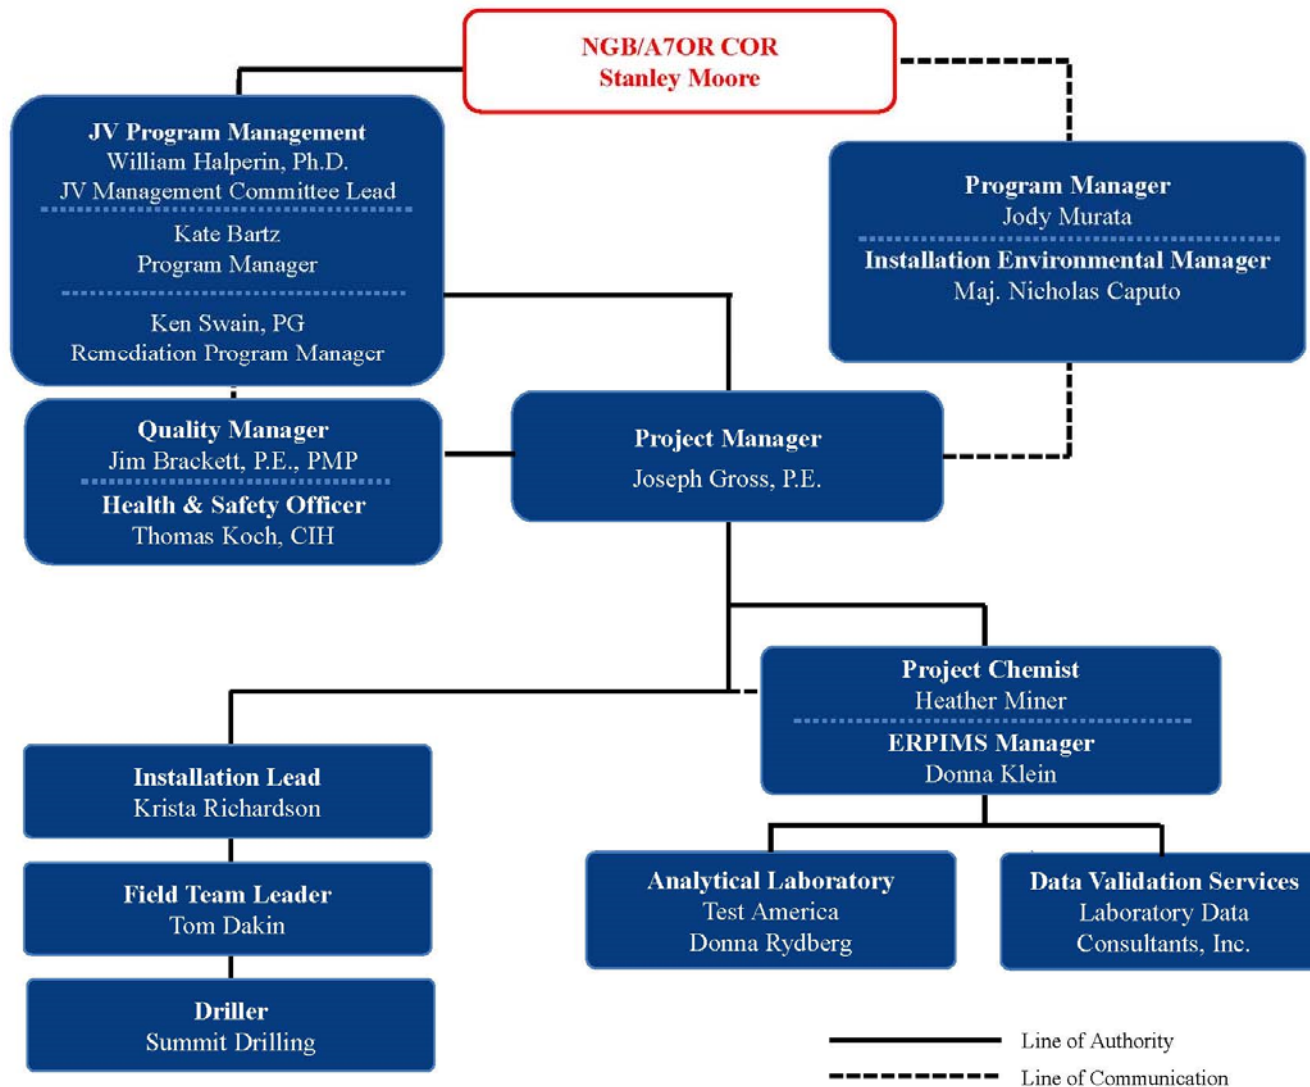 NGB/A7OR COR
Stanley Moore
JV Program Management
William Halperin, Ph.D.
JV Management Committee Lead
Kate Bartz
Program Manager
Ken Swain, PG
Remediation Program Manager
Program Manager
Jody Murata
Installation Environmental Manager
Maj. Nicholas Caputo
Quality Manager
Jim Brackett, P.E., PMP
Health & Safety Officer
Thomas Koch, CIH
Project Manager
Joseph Gross, P.E.
Project Chemist
Heather Miner
ERPIMS Manager
Donna Klein
Installation Lead
Krista Richardson
Field Team Leader
Tom Dakin
Driller
Summit Drilling
Analytical Laboratory
Test America
Donna Rydberg
Data Validation Services
Laboratory Data
Consultants, Inc.
Line of Authority
Line of Communication